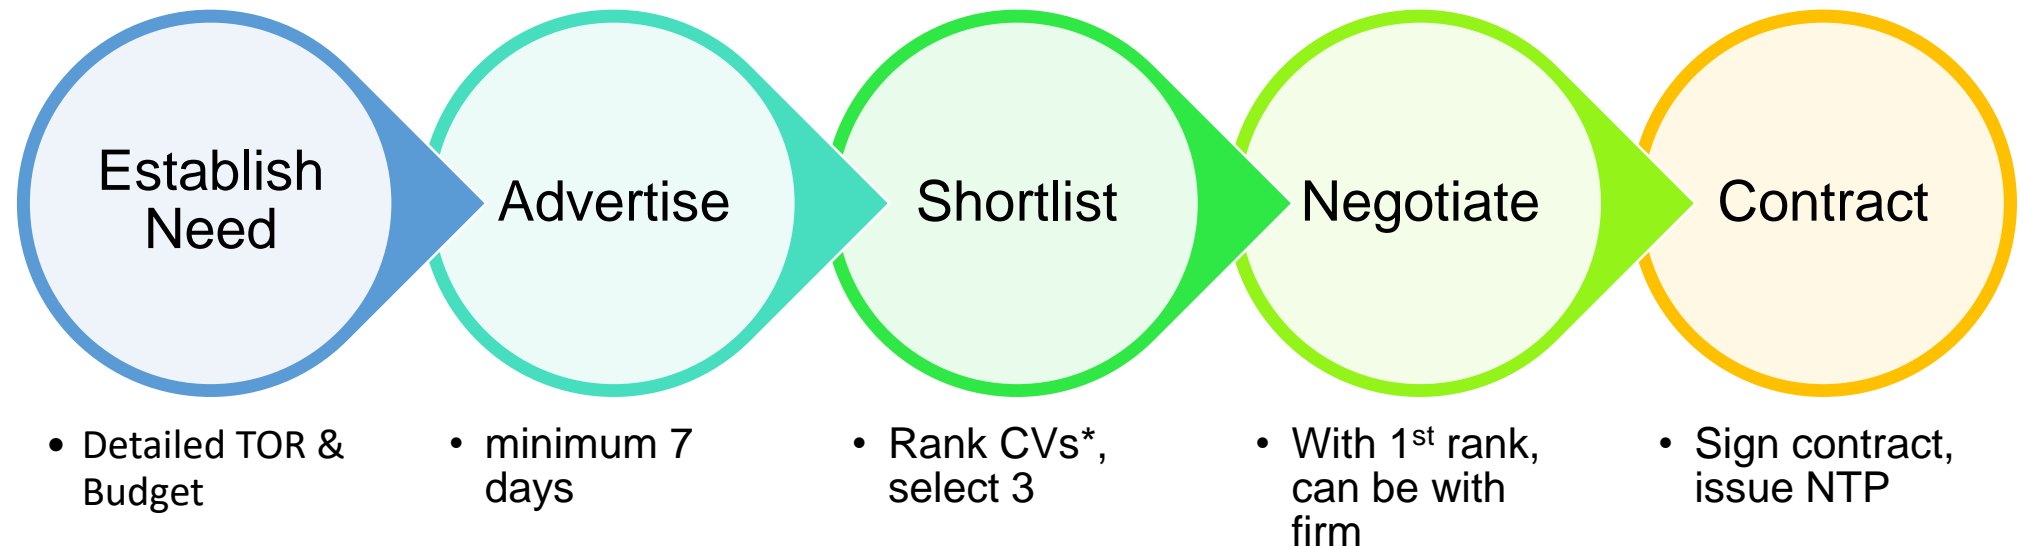 Establish
Need
Advertise
Shortlist
Negotiate
Contract
• Detailed TOR &
Budget
• minimum 7
days
• Rank CVs*,
select 3
• With 1st rank,
can be with
firm
• Sign contract,
issue NTP